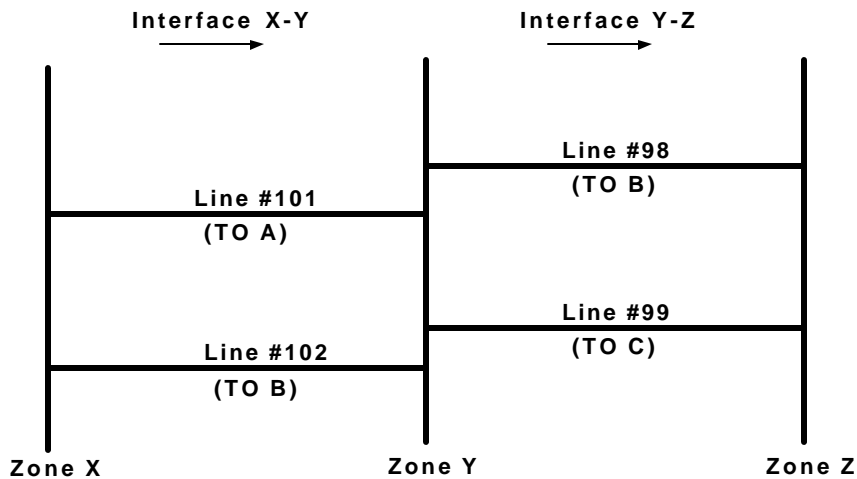 Interface X-Y
Interface Y-Z
Line #98
(TO B)
Line #101
(TO A)
Line #99
(TO C)
Line #102
(TO B)
Zone X
Zone Y
Zone Z